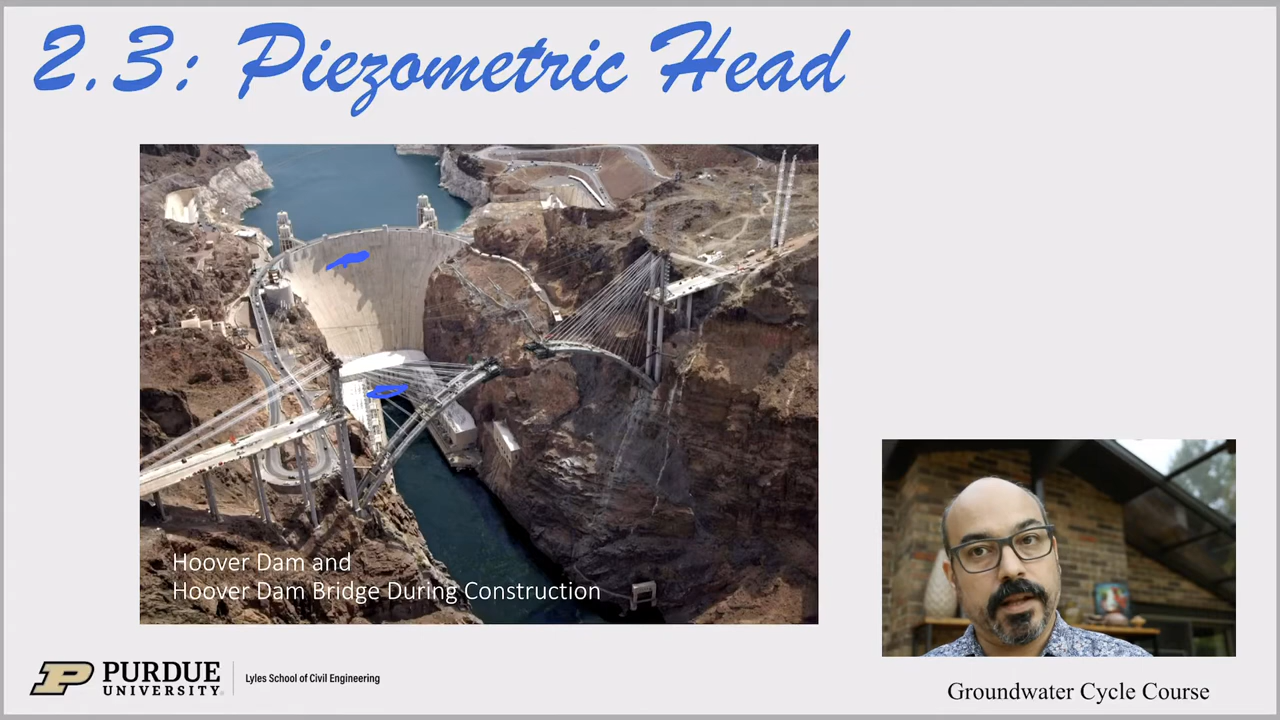 2.3: Piezometric Head
Hoover Dam and
Hoover Dam Bridge During Construction
PURDUE
UNIVERSITY
Lyles School of Civil Engineering
Groundwater Cycle Course